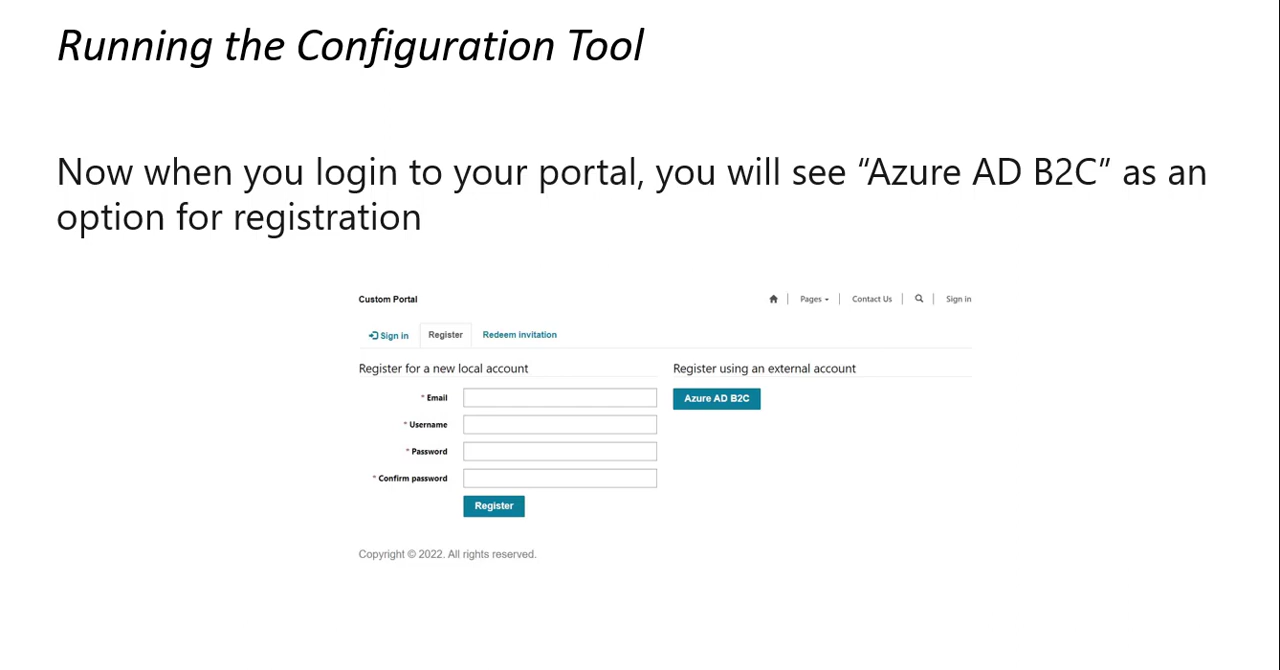 Running the Configuration Tool
Now when you login to your portal, you will see “Azure AD B2C” as an
option for registration
Custom Portal
Pages
Contact Us
Sign in
Sign in
Register
Redeem invitation
Register for a new local account
* Email
* Username
* Password
* Confirm password
Register
Register using an external account
Azure AD B2C
Copyright © 2022. All rights reserved.